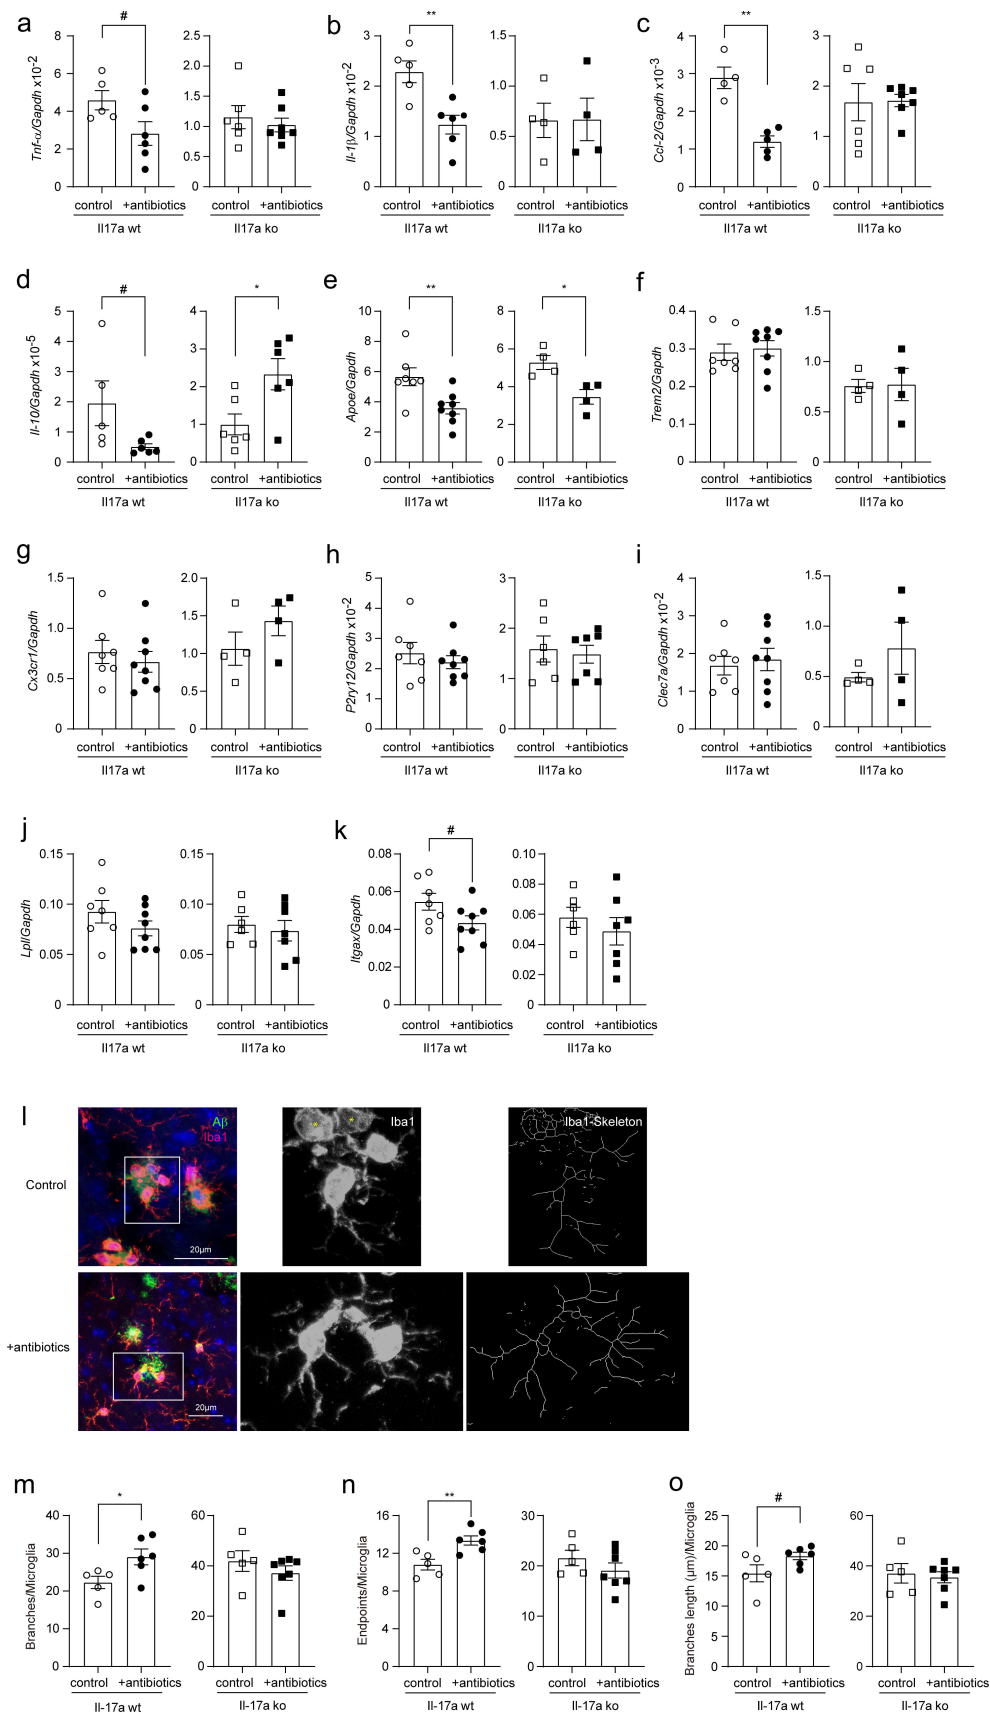 a
#
Tnf-α/Gapdh x10-2
8
6
4
2
0
2.5
2.0
1.5
1.0
0.5
0
control +antibiotics
control +antibiotics
Il17a wt
Il17a ko
b
**
Il-1β/Gapdh x10-2
3
2
1
0
1.5
1.0
0.5
0
control +antibiotics
control +antibiotics
Il17a wt
Il17a ko
c
**
Ccl-2/Gapdh x10-3
4
3
2
1
0
3
2
1
0
control +antibiotics
control +antibiotics
Il17a wt
Il17a ko
d
#
*
Il-10/Gapdh x10-5
5
4
3
2
1
0
4
3
2
1
0
control +antibiotics
control +antibiotics
Il17a wt
Il17a ko
e
**
*
Apoe/Gapdh
10
8
6
4
2
0
8
6
4
2
0
control +antibiotics
control +antibiotics
Il17a wt
Il17a ko
f
Trem2/Gapdh
0.4
0.3
0.2
0.1
0
1.5
1.0
0.5
0
control +antibiotics
control +antibiotics
Il17a wt
Il17a ko
g
Cx3cr1/Gapdh
1.5
1.0
0.5
0
2.0
1.5
1.0
0.5
0
control +antibiotics
control +antibiotics
Il17a wt
Il17a ko
h
P2ry12/Gapdh x10-2
5
4
3
2
1
0
3
2
1
0
control +antibiotics
control +antibiotics
Il17a wt
Il17a ko
i
Clec7a/Gapdh x10-2
4
3
2
1
0
1.5
1.0
0.5
0
control +antibiotics
control +antibiotics
Il17a wt
Il17a ko
j
Lpl/Gapdh
0.15
0.10
0.05
0
0.15
0.10
0.05
0
control +antibiotics
control +antibiotics
Il17a wt
Il17a ko
k
#
Itgax/Gapdh
0.08
0.06
0.04
0.02
0
0.10
0.08
0.06
0.04
0.02
0
control +antibiotics
control +antibiotics
Il17a wt
Il17a ko
l
Aβ
Iba1
* *
Iba1
Iba1-Skeleton
Control
20µm
+antibiotics
20µm
m
*
Branches/Microglia
40
30
20
10
0
60
40
20
0
control +antibiotics
control +antibiotics
Il-17a wt
Il-17a ko
n
**
Endpoints/Microglia
16
12
8
4
0
30
20
10
0
control +antibiotics
control +antibiotics
Il-17a wt
Il-17a ko
o
#
Branches length (µm)/Microglia
25
20
15
10
5
0
60
40
20
0
control +antibiotics
control +antibiotics
Il-17a wt
Il-17a ko